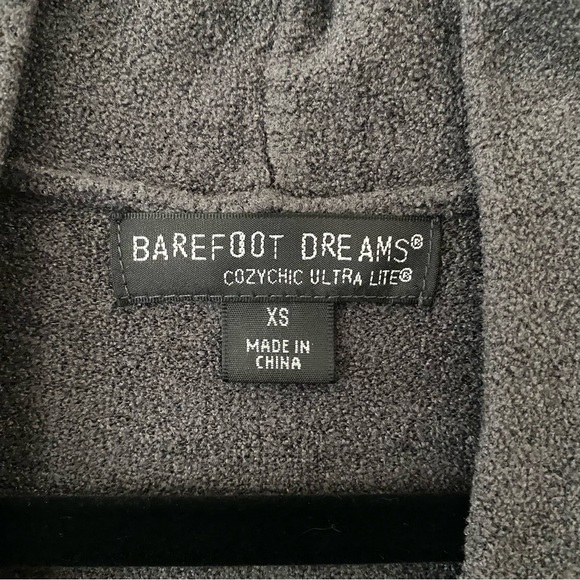 BAREFOOT DREAMS®
COZYCHIC ULTRA LITE®
XS
MADE IN
CHINA